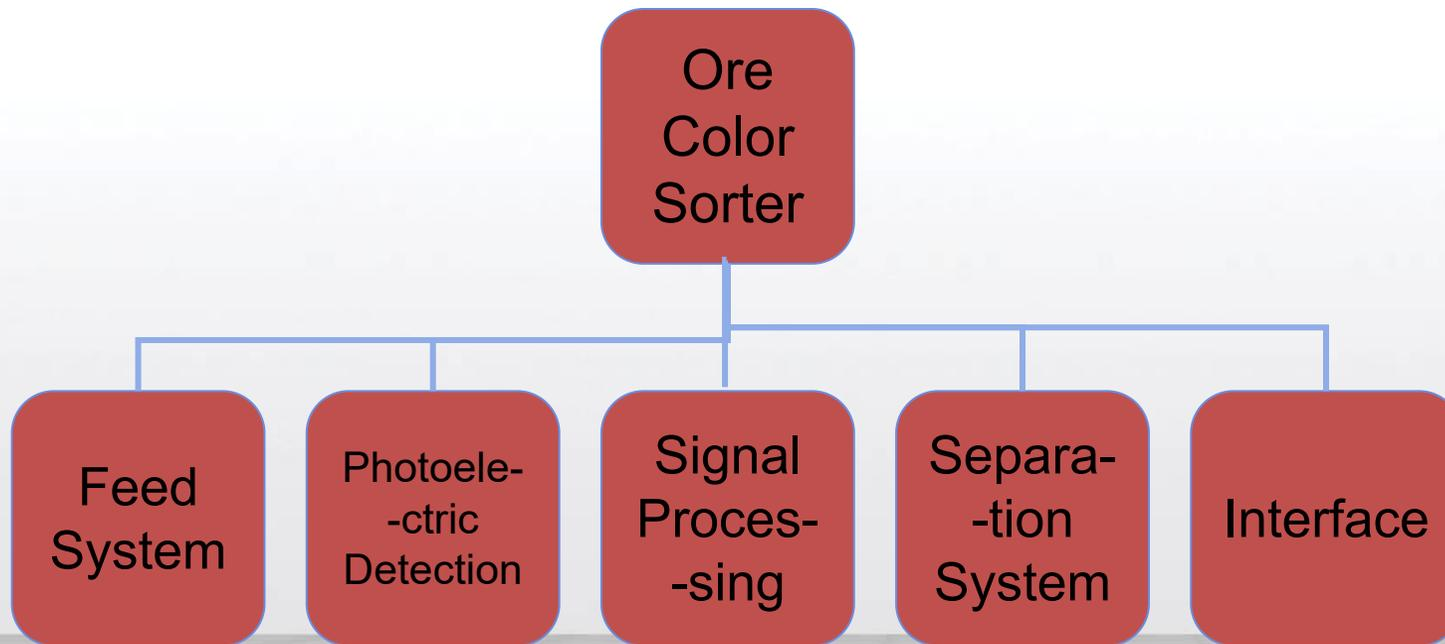 Ore
Color
Sorter
Feed
System
Photoele-
-ctric
Detection
Signal
Proces-
-sing
Separa-
-tion
System
Interface